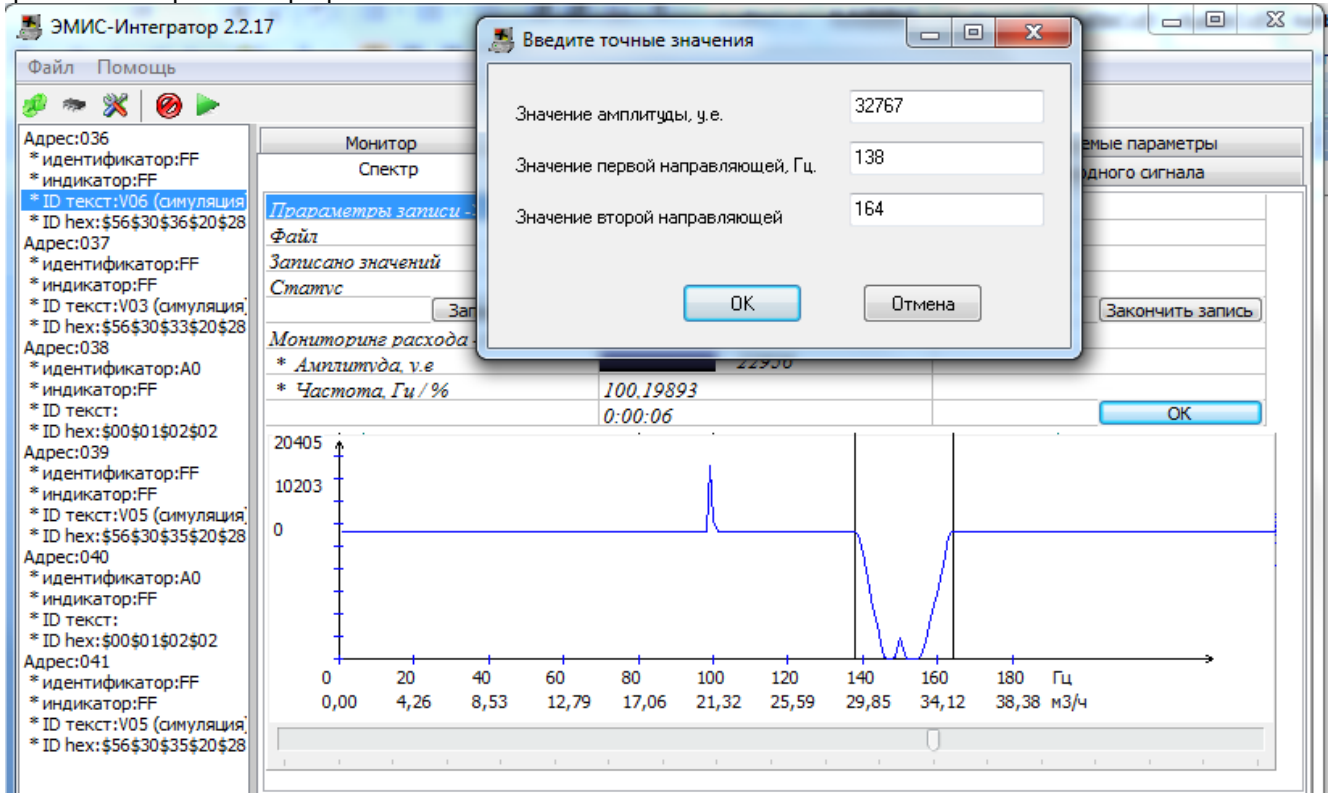 ЭМИС-Интегратор 2.2.17
Файл Помощь
Введите точные значения
Значение амплитуды, у.е. 32767
Значение первой направляющей, Гц. 138
Значение второй направляющей 164
OK Отмена
Адрес:036
* идентификатор:FF
* индикатор:FF
* ID текст:V06 (симуляция)
* ID hex:$56$30$36$20$28
Адрес:037
* идентификатор:FF
* индикатор:FF
* ID текст:V03 (симуляция)
* ID hex:$56$30$33$20$28
Адрес:038
* идентификатор:A0
* индикатор:FF
* ID текст:
* ID hex:$00$01$02$02
Адрес:039
* идентификатор:FF
* индикатор:FF
* ID текст:V05 (симуляция)
* ID hex:$56$30$35$20$28
Адрес:040
* идентификатор:A0
* индикатор:FF
* ID текст:
* ID hex:$00$01$02$02
Адрес:041
* идентификатор:FF
* индикатор:FF
* ID текст:V05 (симуляция)
* ID hex:$56$30$35$20$28
Монитор параметры
Спектр сигнала
Прараметры записи
Файл
Записано значений
Статус
Закончить запись
Мониторинг расхода
* Амплитуда, у.е
* Частота, Гц / % 100,19893
0:00:06 OK
20405
10203
0
0 20 40 60 80 100 120 140 160 180 Гц
0,00 4,26 8,53 12,79 17,06 21,32 25,59 29,85 34,12 38,38 м3/ч